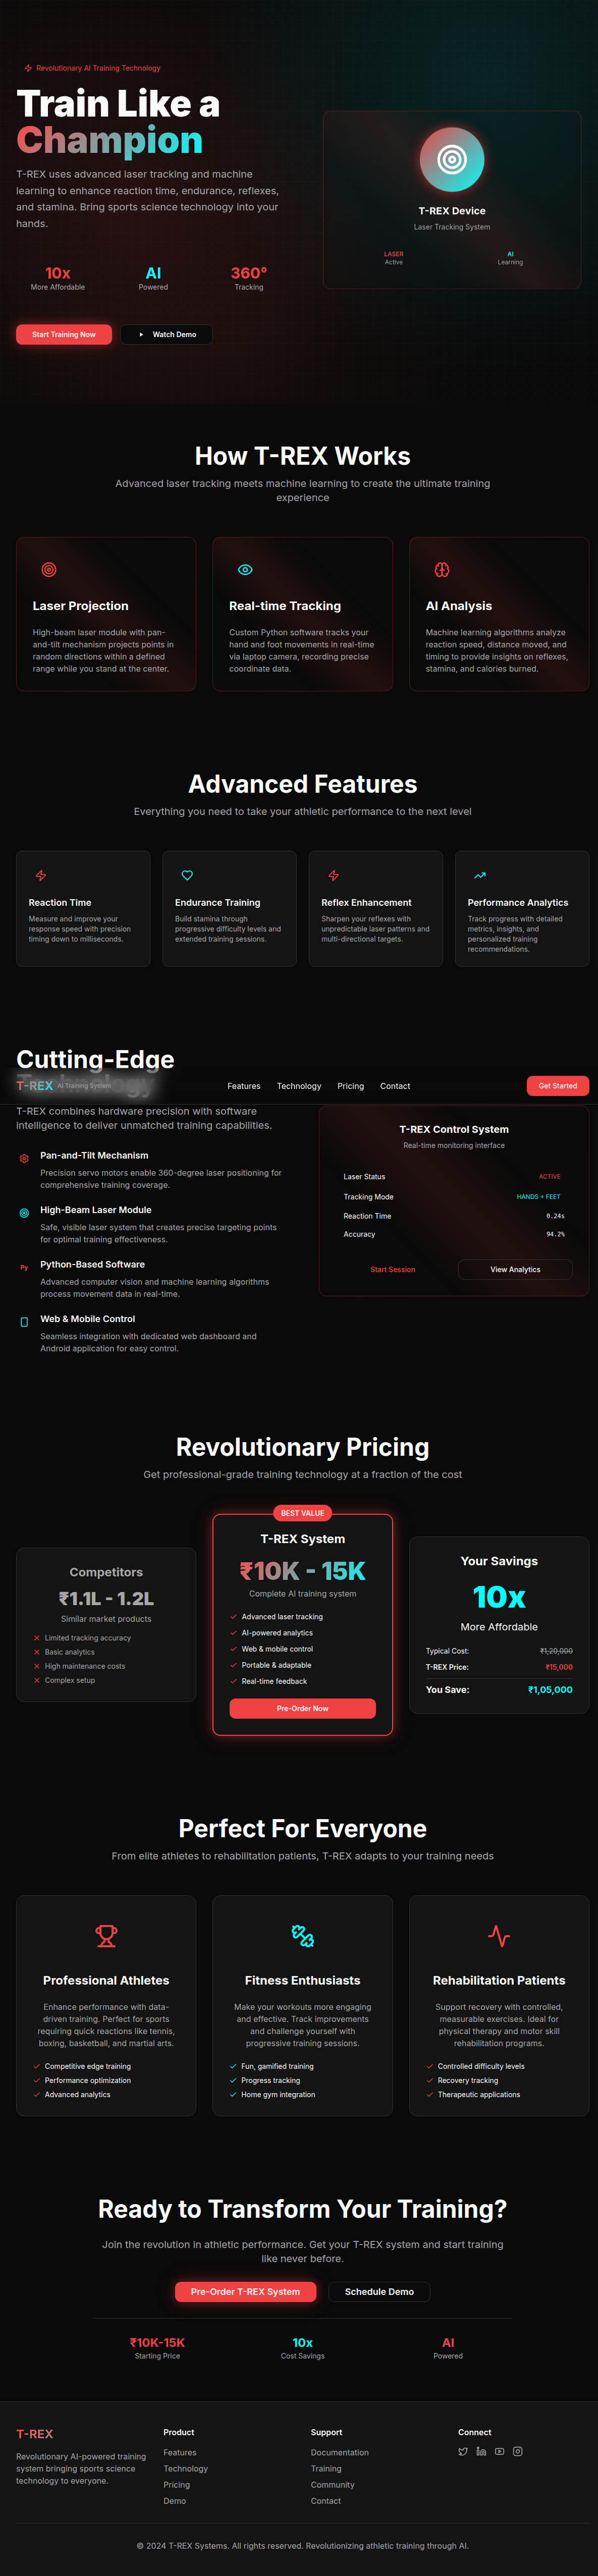 Revolutionary AI Training Technology
Train Like a
Champion
T-REX uses advanced laser tracking and machine
learning to enhance reaction time, endurance, reflexes,
and stamina. Bring sports science technology into your
hands.
10x
More Affordable
AI
Powered
360°
Tracking
Start Training Now
Watch Demo
T-REX Device
Laser Tracking System
LASER
Active
AI
Learning
How T-REX Works
Advanced laser tracking meets machine learning to create the ultimate training
experience
Laser Projection
High-beam laser module with pan-
and-tilt mechanism projects points in
random directions within a defined
range while you stand at the center.
Real-time Tracking
Custom Python software tracks your
hand and foot movements in real-time
via laptop camera, recording precise
coordinate data.
AI Analysis
Machine learning algorithms analyze
reaction speed, distance moved, and
timing to provide insights on reflexes,
stamina, and calories burned.
Advanced Features
Everything you need to take your athletic performance to the next level
Reaction Time
Measure and improve your
response speed with precision
timing down to milliseconds.
Endurance Training
Build stamina through
progressive difficulty levels and
extended training sessions.
Reflex Enhancement
Sharpen your reflexes with
unpredictable laser patterns and
multi-directional targets.
Performance Analytics
Track progress with detailed
metrics, insights, and
personalized training
recommendations.
Cutting-Edge
Technology
T-REX
AI Training System
Features
Technology
Pricing
Contact
Get Started
T-REX combines hardware precision with software
intelligence to deliver unmatched training capabilities.
Pan-and-Tilt Mechanism
Precision servo motors enable 360-degree laser positioning for
comprehensive training coverage.
High-Beam Laser Module
Safe, visible laser system that creates precise targeting points
for optimal training effectiveness.
Py
Python-Based Software
Advanced computer vision and machine learning algorithms
process movement data in real-time.
Web & Mobile Control
Seamless integration with dedicated web dashboard and
Android application for easy control.
T-REX Control System
Real-time monitoring interface
Laser Status
ACTIVE
Tracking Mode
HANDS + FEET
Reaction Time
0.24s
Accuracy
94.2%
Start Session
View Analytics
Revolutionary Pricing
Get professional-grade training technology at a fraction of the cost
Competitors
₹1.1L - 1.2L
Similar market products
Limited tracking accuracy
Basic analytics
High maintenance costs
Complex setup
BEST VALUE
T-REX System
₹10K - 15K
Complete AI training system
Advanced laser tracking
AI-powered analytics
Web & mobile control
Portable & adaptable
Real-time feedback
Pre-Order Now
Your Savings
10x
More Affordable
Typical Cost:
₹1,20,000
T-REX Price:
₹15,000
You Save:
₹1,05,000
Perfect For Everyone
From elite athletes to rehabilitation patients, T-REX adapts to your training needs
Professional Athletes
Enhance performance with data-
driven training. Perfect for sports
requiring quick reactions like tennis,
boxing, basketball, and martial arts.
Competitive edge training
Performance optimization
Advanced analytics
Fitness Enthusiasts
Make your workouts more engaging
and effective. Track improvements
and challenge yourself with
progressive training sessions.
Fun, gamified training
Progress tracking
Home gym integration
Rehabilitation Patients
Support recovery with controlled,
measurable exercises. Ideal for
physical therapy and motor skill
rehabilitation programs.
Controlled difficulty levels
Recovery tracking
Therapeutic applications
Ready to Transform Your Training?
Join the revolution in athletic performance. Get your T-REX system and start training
like never before.
Pre-Order T-REX System
Schedule Demo
₹10K-15K
Starting Price
10x
Cost Savings
AI
Powered
T-REX
Revolutionary AI-powered training
system bringing sports science
technology to everyone.
Product
Features
Technology
Pricing
Demo
Support
Documentation
Training
Community
Contact
Connect
© 2024 T-REX Systems. All rights reserved. Revolutionizing athletic training through AI.